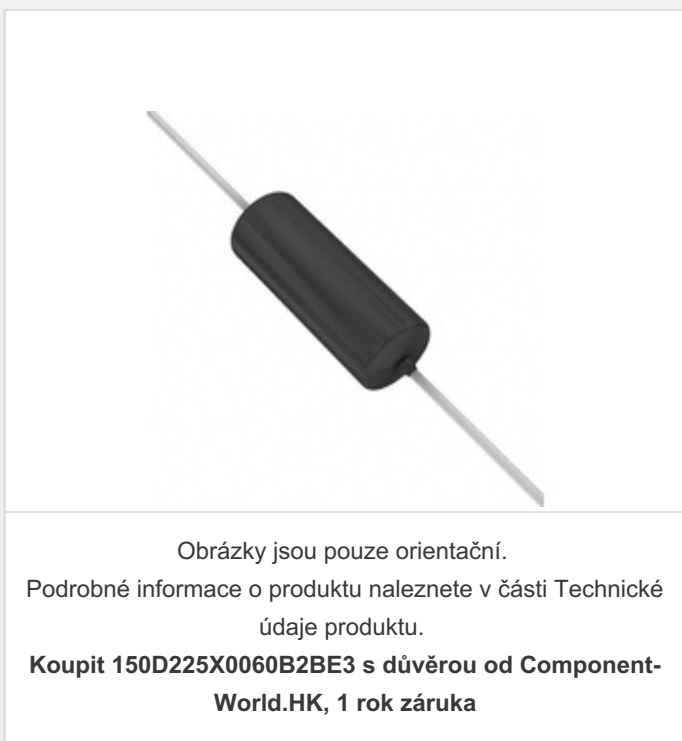 Obrázky jsou pouze orientační.
Podrobné informace o produktu naleznete v části Technické
údaje produktu.
Koupit 150D225X0060B2BE3 s důvěrou od Component-
World.HK, 1 rok záruka